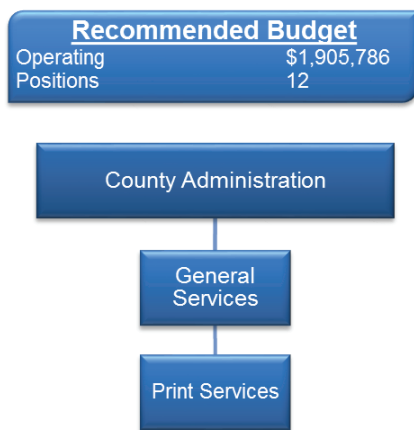 Recommended Budget
Operating $1,905,786
Positions 12
County Administration
General
Services
Print Services